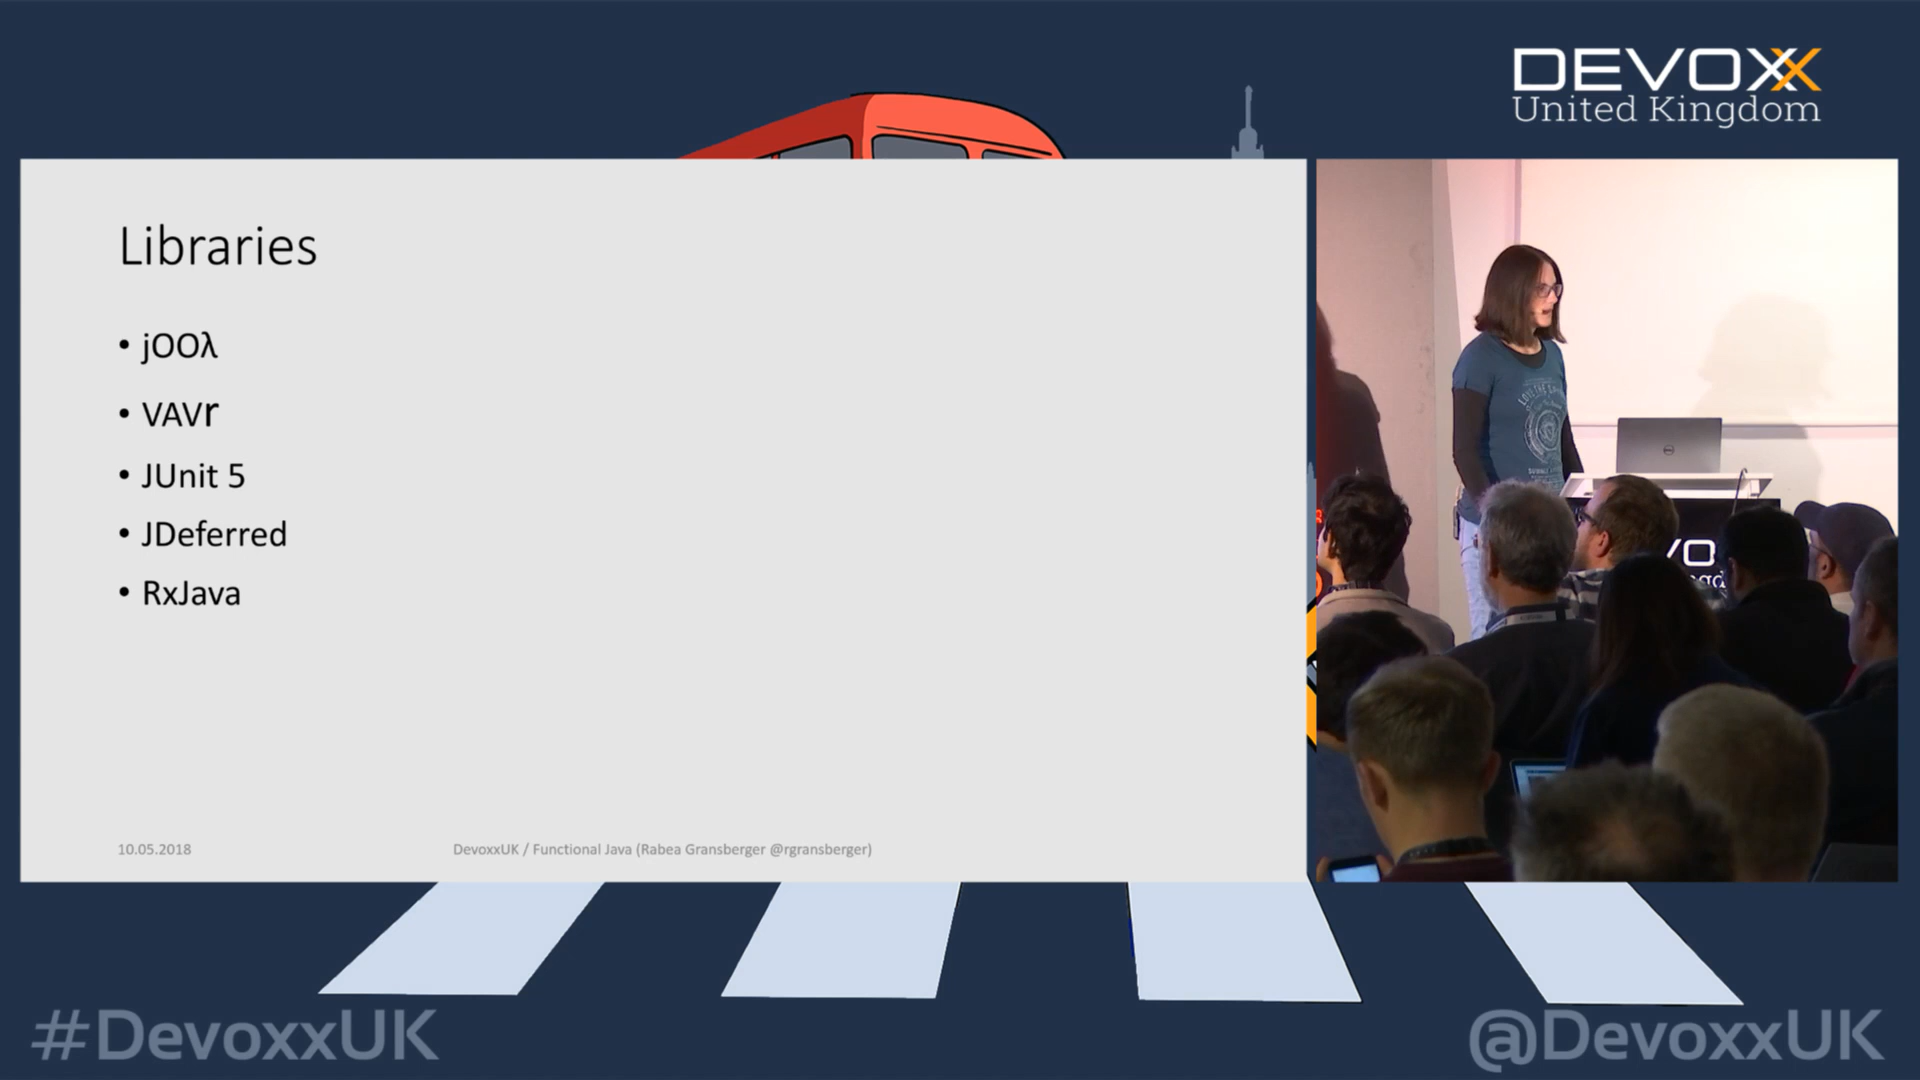 DEVOXX
United Kingdom
Libraries
• jOOλ
• VAVr
• JUnit 5
• JDeferred
• RxJava
10.05.2018
DevoxxUK / Functional Java (Rabea Gransberger @rgransberger)
#DevoxxUK
@DevoxxUK